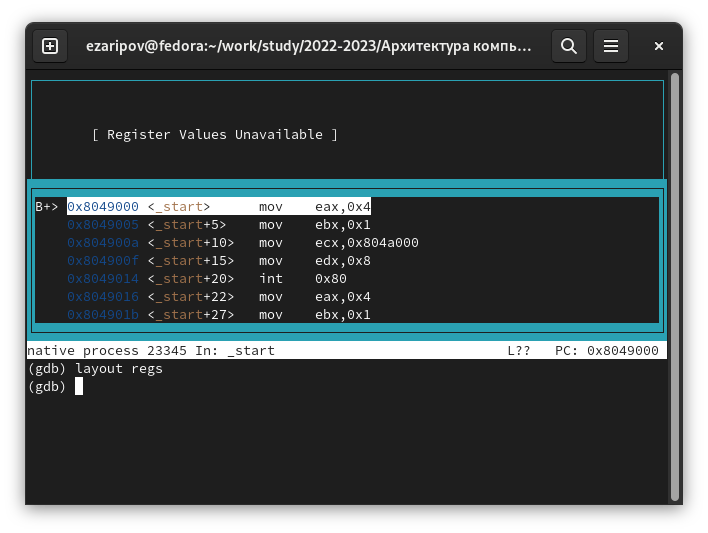 ezaripov@fedora:~/work/study/2022-2023/Архитектура компь…
[ Register Values Unavailable ]
B+> 0x8049000 <_start> mov eax,0x4
0x8049005 <_start+5> mov ebx,0x1
0x804900a <_start+10> mov ecx,0x804a000
0x804900f <_start+15> mov edx,0x8
0x8049014 <_start+20> int 0x80
0x8049016 <_start+22> mov eax,0x4
0x804901b <_start+27> mov ebx,0x1
native process 23345 In: _start L?? PC: 0x8049000
(gdb) layout regs
(gdb)